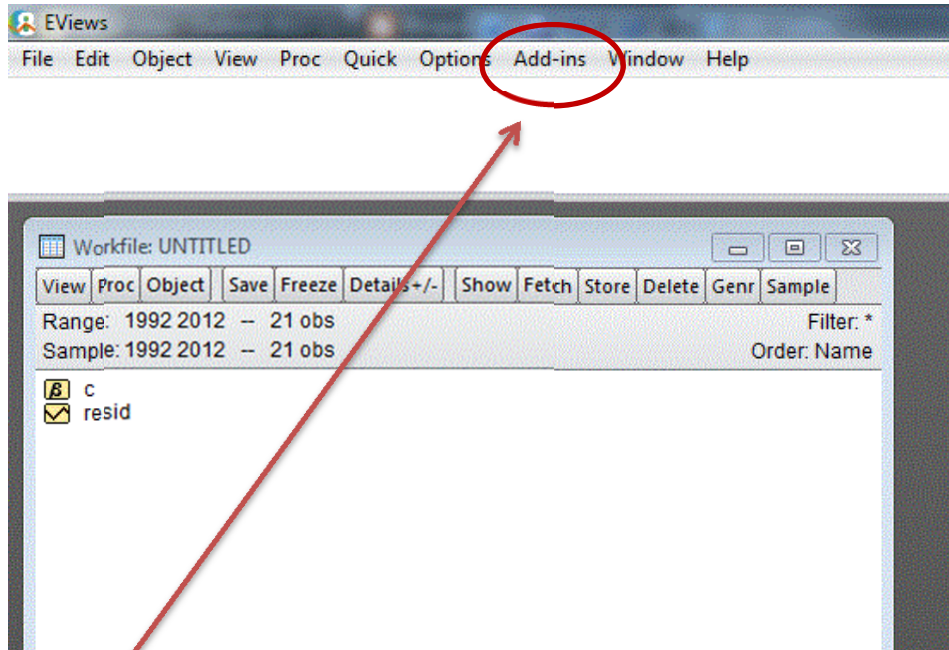 EViews
File Edit Object View Proc Quick Options Add-ins Window Help
Workfile: UNTITLED
View Proc Object Save Freeze Details+/- Show Fetch Store Delete Genr Sample
Range: 1992 2012 -- 21 obs Filter: *
Sample: 1992 2012 -- 21 obs Order: Name
β c
resid